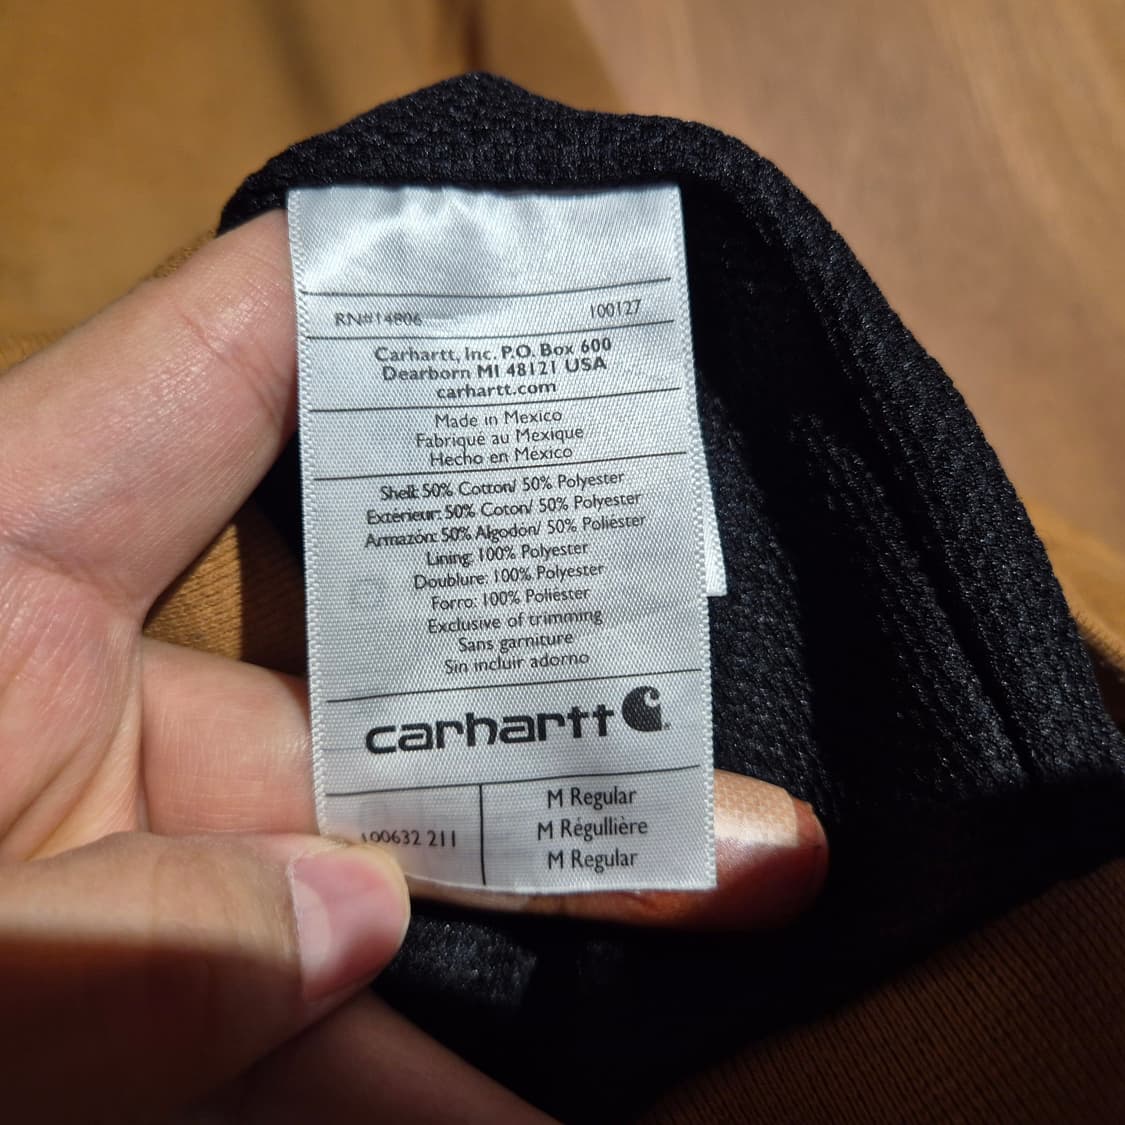 RN#14806 100127
Carhartt, Inc. P.O. Box 600
Dearborn MI 48121 USA
carhartt.com
Made in Mexico
Fabriqué au Mexique
Hecho en México
Shell: 50% Cotton/ 50% Polyester
Extérieur: 50% Coton/ 50% Polyester
Armazón: 50% Algodon/ 50% Poliéster
Lining: 100% Polyester
Doublure: 100% Polyester
Forro: 100% Poliéster
Exclusive of trimming
Sans garniture
Sin incluir adorno
carhartt
100632 211
M Regular
M Régullière
M Regular